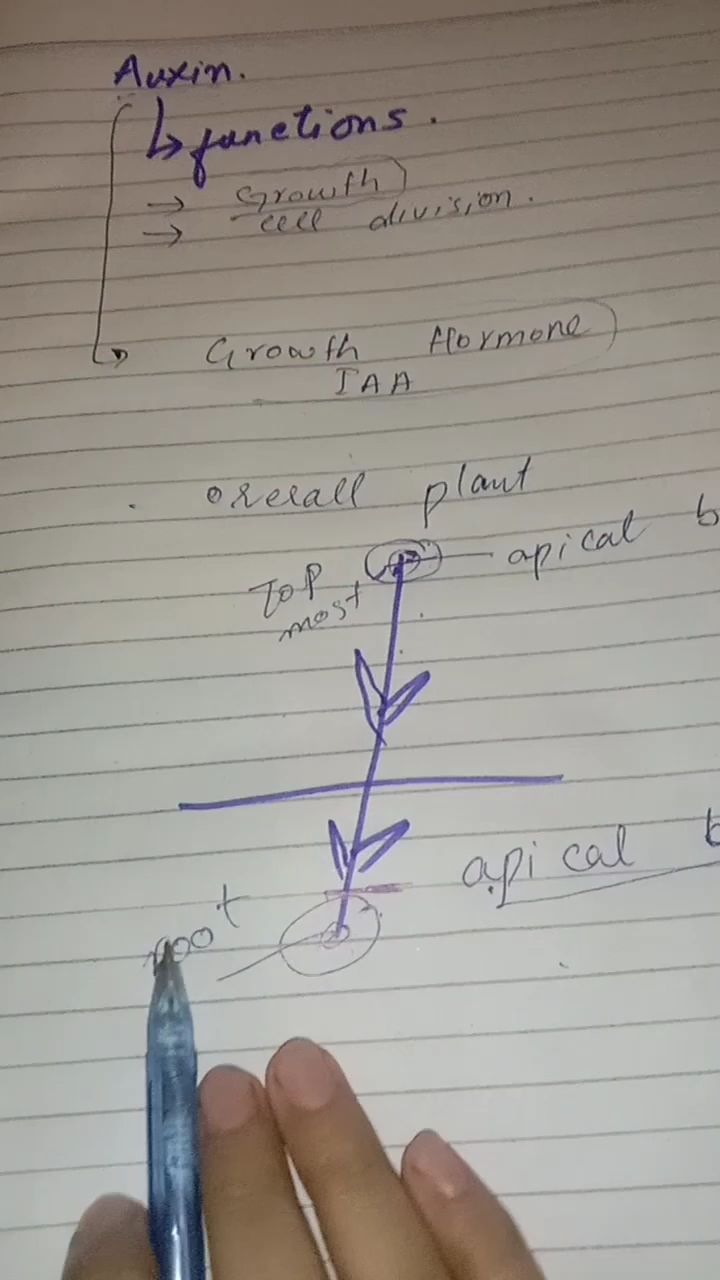 Auxin.
↳ functions.
→ Growth
→ cell division.
Growth Hormone
IAA
overall plant
apical b
Top
most
apical b
root